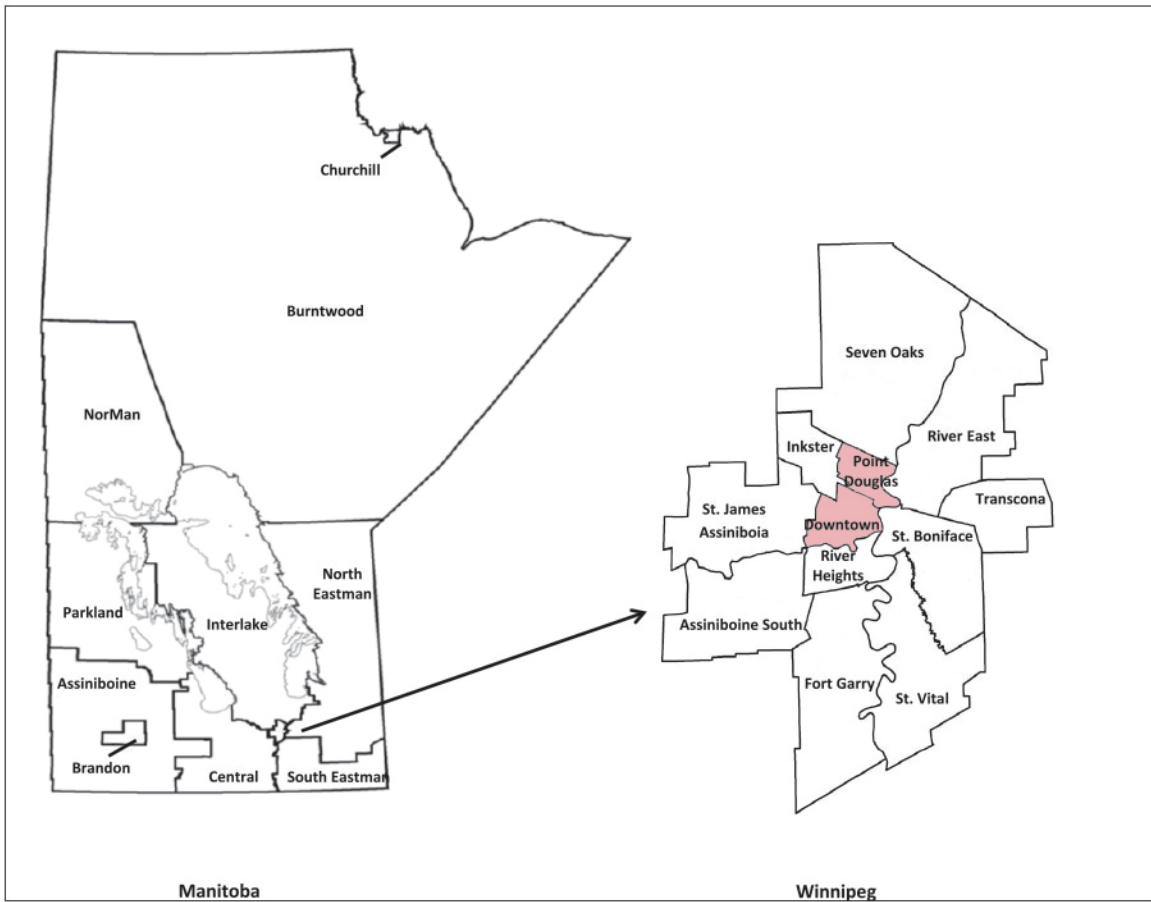 Churchill
Burntwood
NorMan
North
Eastman
Parkland
Interlake
Assiniboine
Brandon
Central
South Eastman
Manitoba
Seven Oaks
River East
Inkster
Point
Douglas
Transcona
St. James
Assiniboia
Downtown
St. Boniface
River
Heights
Assiniboine South
Fort Garry
St. Vital
Winnipeg